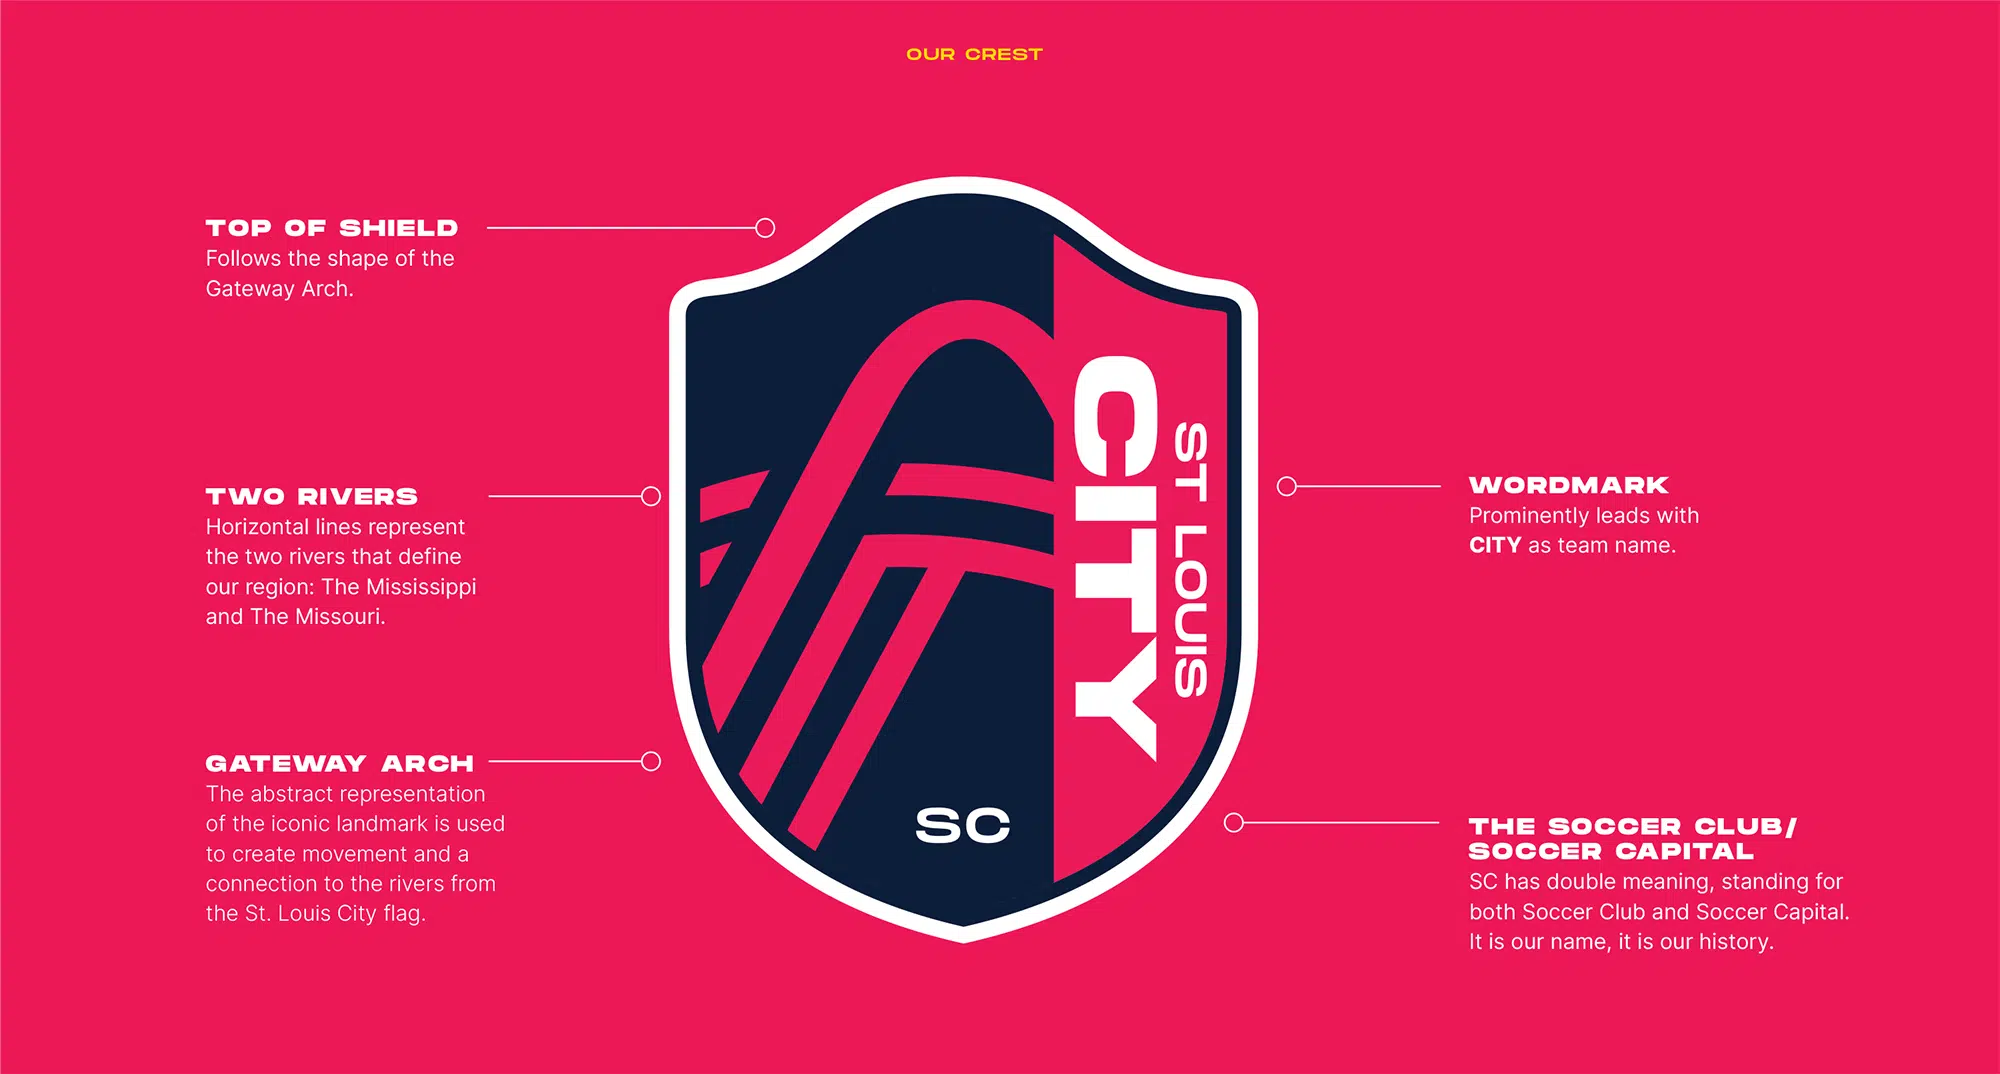 OUR CREST
TOP OF SHIELD
Follows the shape of the
Gateway Arch.
TWO RIVERS
Horizontal lines represent
the two rivers that define
our region: The Mississippi
and The Missouri.
GATEWAY ARCH
The abstract representation
of the iconic landmark is used
to create movement and a
connection to the rivers from
the St. Louis City flag.
ST LOUIS
CITY
SC
WORDMARK
Prominently leads with
CITY as team name.
THE SOCCER CLUB/
SOCCER CAPITAL
SC has double meaning, standing for
both Soccer Club and Soccer Capital.
It is our name, it is our history.